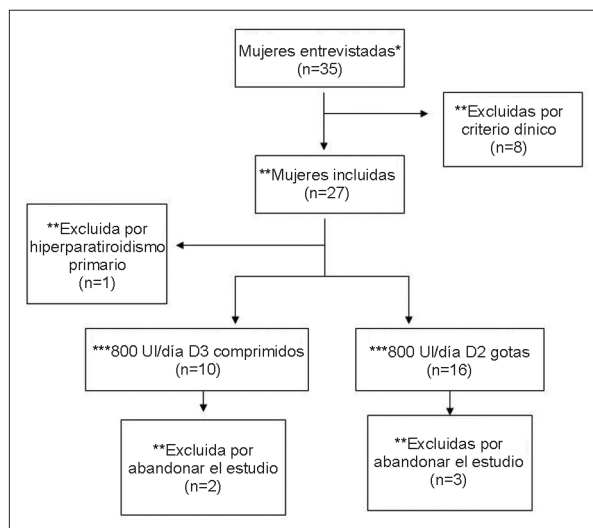 Mujeres entrevistadas*
(n=35)
**Excluidas por
criterio dínico
(n=8)
**Mujeres incluidas
(n=27)
**Excluida por
hiperparatiroidismo
primario
(n=1)
***800 UI/día D3 comprimidos
(n=10)
***800 UI/día D2 gotas
(n=16)
**Excluida por
abandonar el estudio
(n=2)
**Excluidas por
abandonar el estudio
(n=3)